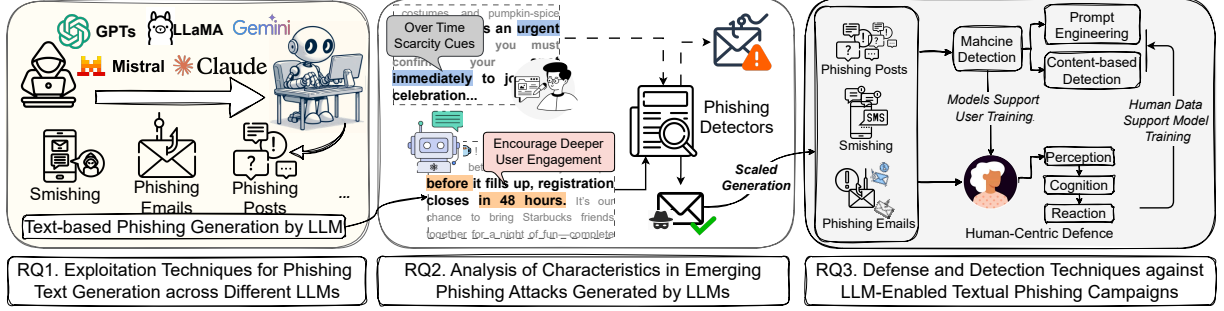 GPTs
LLaMA
Gemini
Mistral
Claude
Smishing
Phishing
Emails
Phishing
Posts
...
Text-based Phishing Generation by LLM
RQ1. Exploitation Techniques for Phishing
Text Generation across Different LLMs
costumes and pumpkin-spice
Over Time
Scarcity Cues
s an urgent
you must
confir your
immediately to jo
celebration...
Encourage Deeper
User Engagement
before it fills up, registration
closes in 48 hours. It's our
chance to bring Starbucks friends
together for a night of fun—complete
Phishing
Detectors
Scaled
Generation
RQ2. Analysis of Characteristics in Emerging
Phishing Attacks Generated by LLMs
Phishing Posts
SMS
Smishing
Phishing Emails
Mahcine
Detection
Prompt
Engineering
Content-based
Detection
Models Support
User Training.
Human Data
Support Model
Training
Perception
Cognition
Reaction
Human-Centric Defence
RQ3. Defense and Detection Techniques against
LLM-Enabled Textual Phishing Campaigns